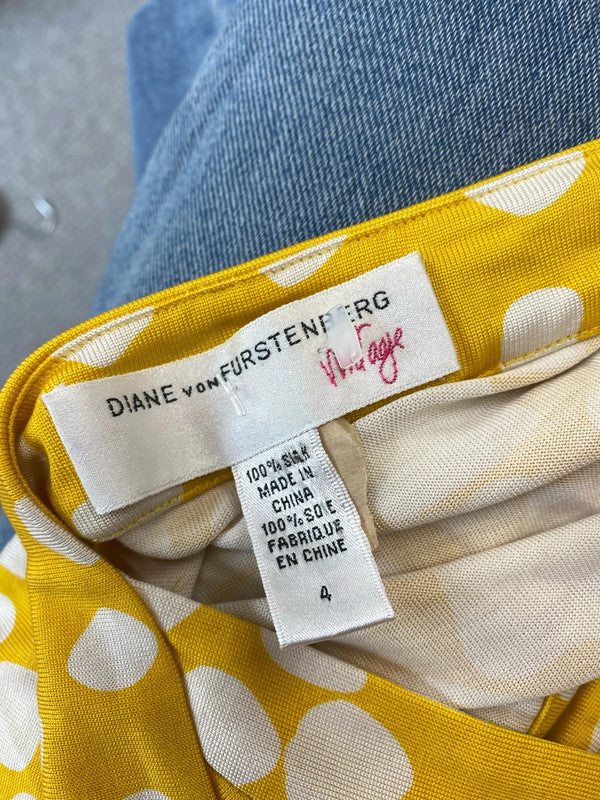 DIANE VON FURSTENBERG
Vintage
100% SILK
MADE IN
CHINA
100% SOIE
FABRIQUE
EN CHINE
4